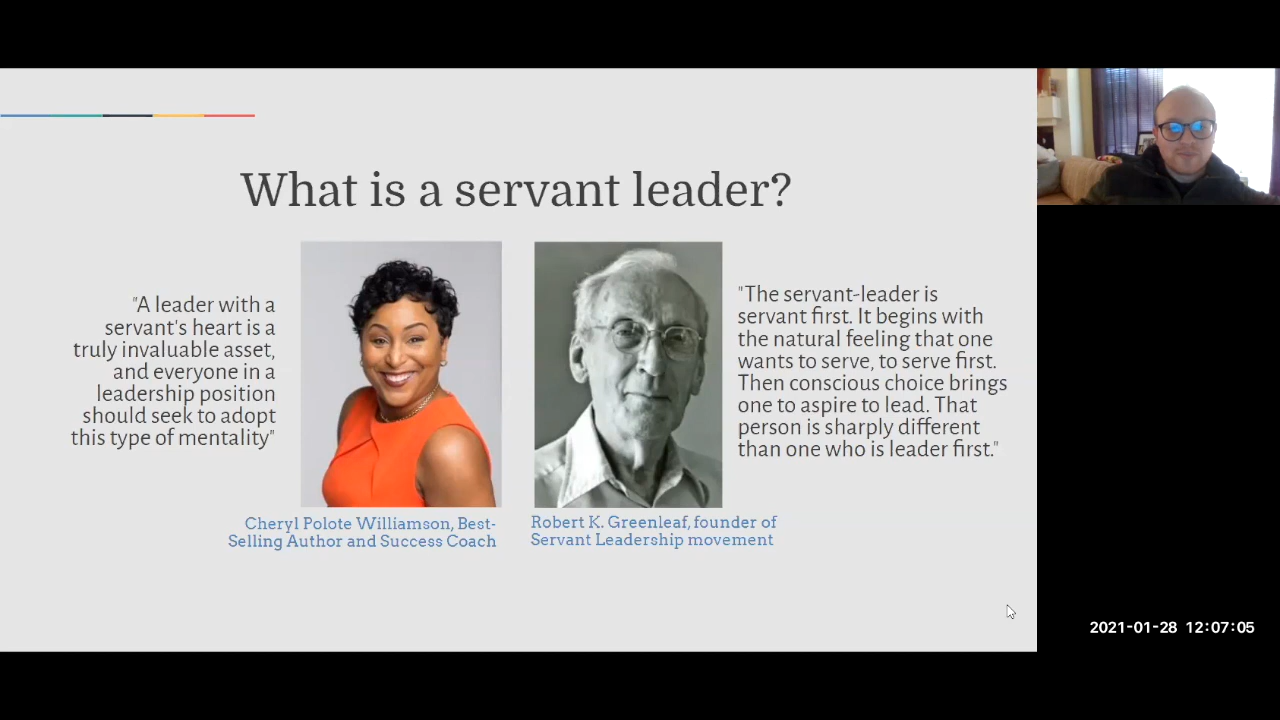 What is a servant leader?
"A leader with a
servant's heart is a
truly invaluable asset,
and everyone in a
leadership position
should seek to adopt
this type of mentality"
Cheryl Polote Williamson, Best-
Selling Author and Success Coach
"The servant-leader is
servant first. It begins with
the natural feeling that one
wants to serve, to serve first.
Then conscious choice brings
one to aspire to lead. That
person is sharply different
than one who is leader first."
Robert K. Greenleaf, founder of
Servant Leadership movement
2021-01-28 12:07:05